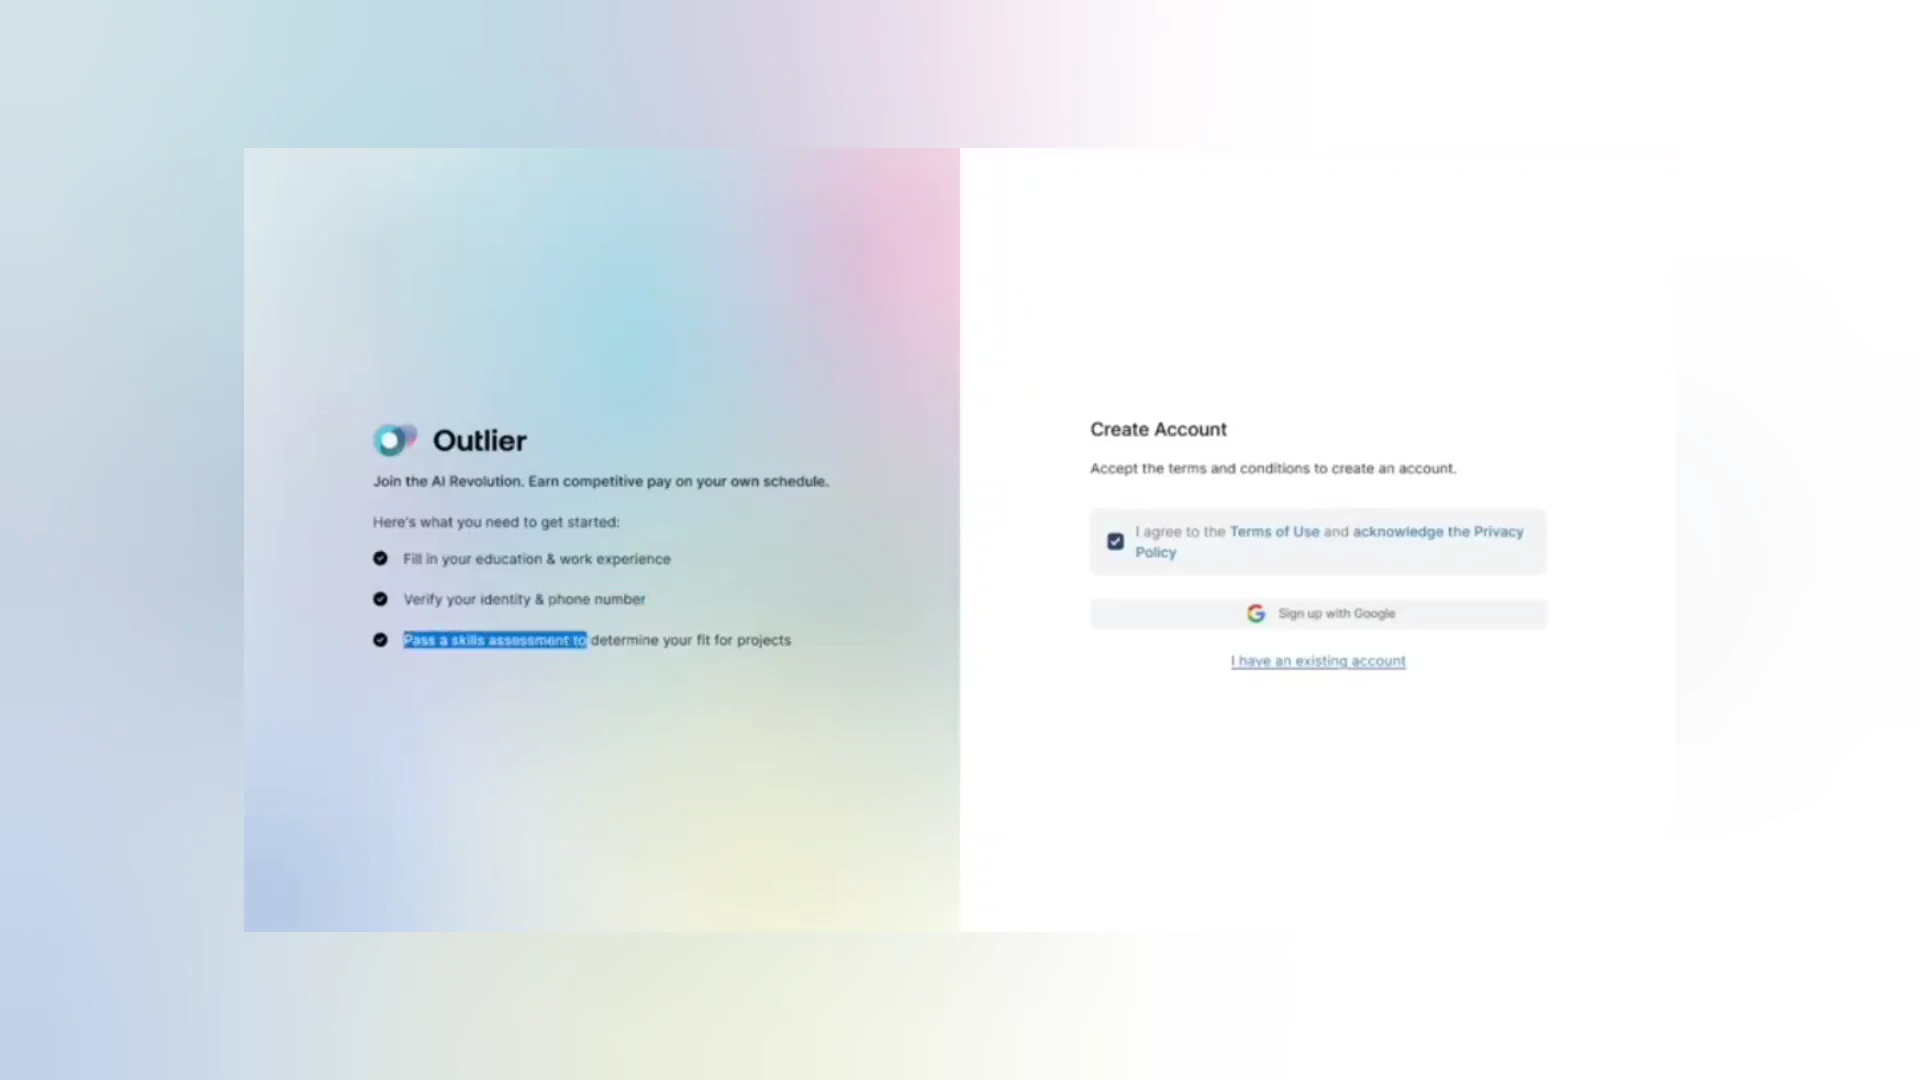 Outlier
Join the AI Revolution. Earn competitive pay on your own schedule.
Here's what you need to get started:
Fill in your education & work experience
Verify your identity & phone number
Pass a skills assessment to determine your fit for projects
Create Account
Accept the terms and conditions to create an account.
I agree to the Terms of Use and acknowledge the Privacy
Policy
Sign up with Google
I have an existing account